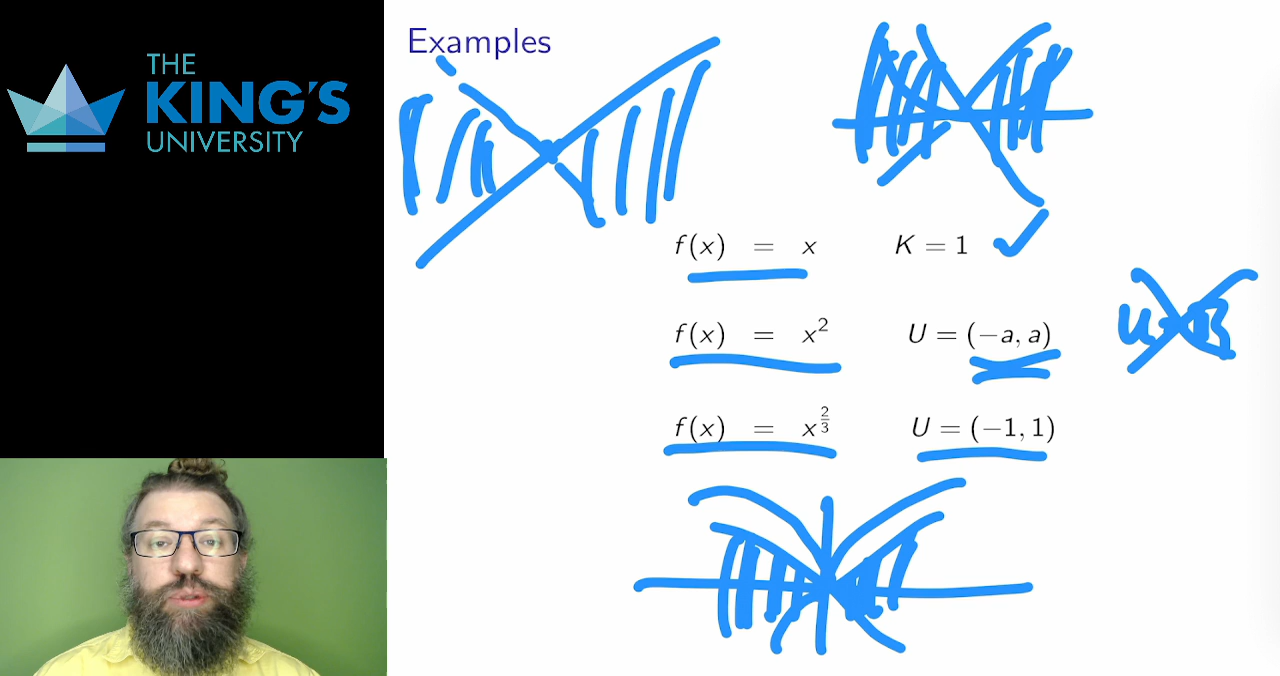 THE
KING'S
UNIVERSITY
Examples
f(x) = x K = 1
f(x) = x² U = (−a, a)
f(x) = x^{2/3} U = (−1, 1)